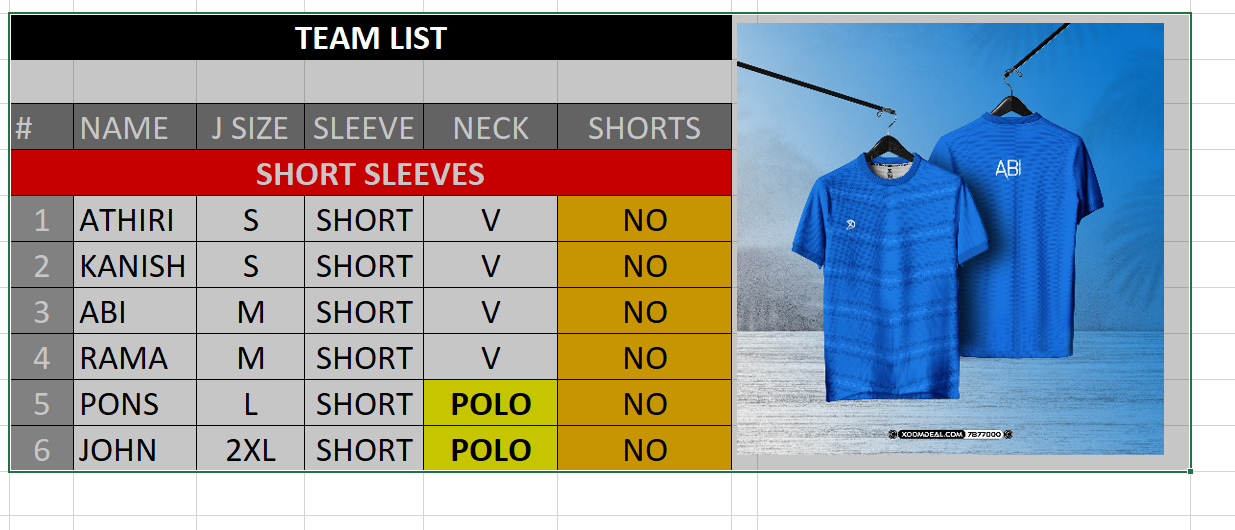 TEAM LIST
# NAME J SIZE SLEEVE NECK SHORTS
SHORT SLEEVES
1 ATHIRI S SHORT V NO
2 KANISH S SHORT V NO
3 ABI M SHORT V NO
4 RAMA M SHORT V NO
5 PONS L SHORT POLO NO
6 JOHN 2XL SHORT POLO NO
ABI
XOOMDEAL.COM 7877000